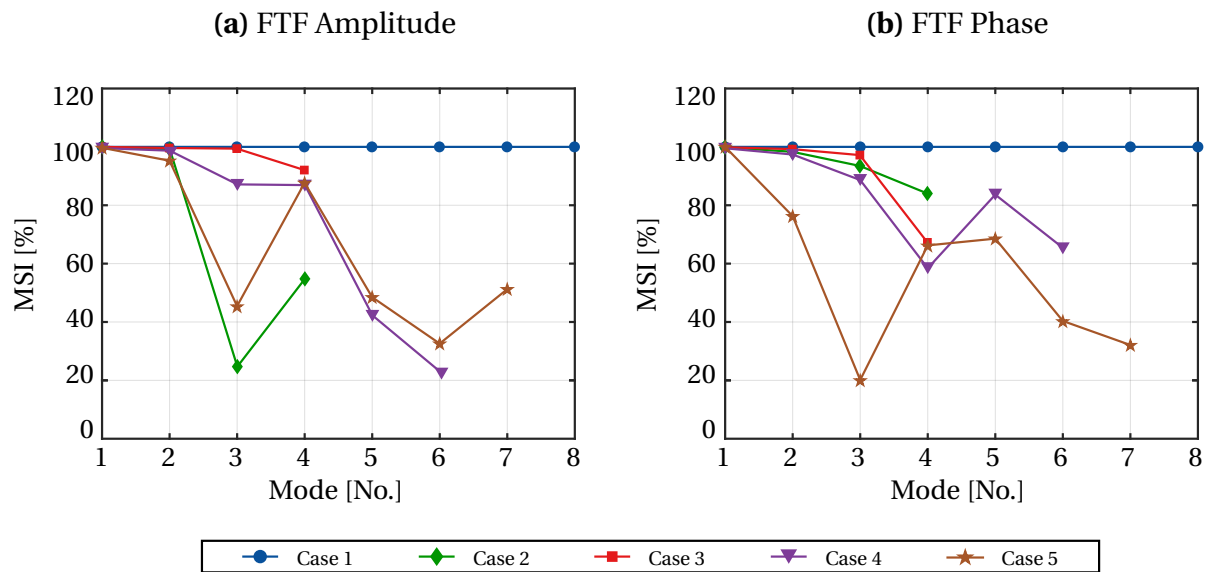 (a) FTF Amplitude
(b) FTF Phase
120
100
80
60
40
20
0
MSI [%]
1 2 3 4 5 6 7 8
Mode [No.]
120
100
80
60
40
20
0
MSI [%]
1 2 3 4 5 6 7 8
Mode [No.]
Case 1 Case 2 Case 3 Case 4 Case 5